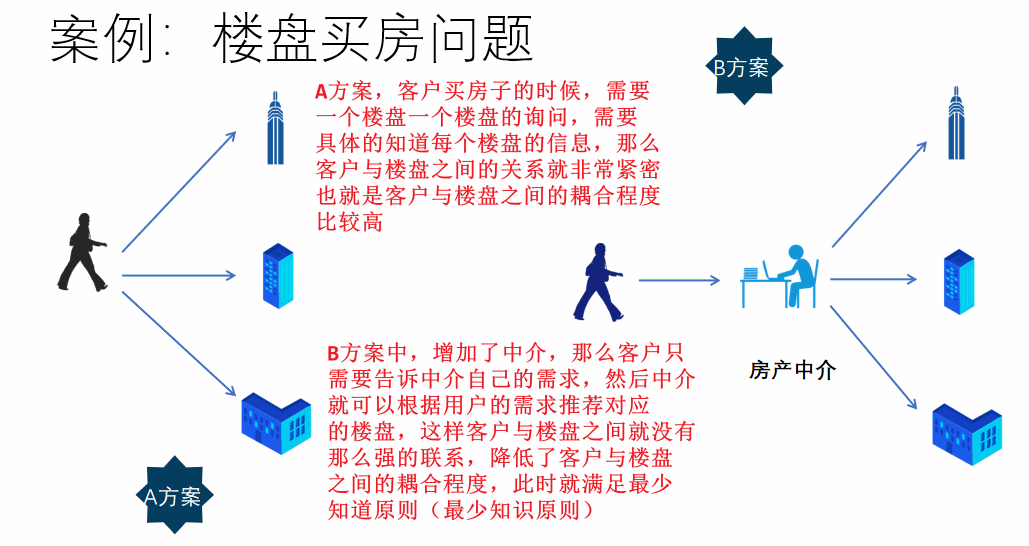 案例：楼盘买房问题
B方案
A方案，客户买房子的时候，需要
一个楼盘一个楼盘的询问，需要
具体的知道每个楼盘的信息，那么
客户与楼盘之间的关系就非常紧密
也就是客户与楼盘之间的耦合程度
比较高
B方案中，增加了中介，那么客户只
需要告诉中介自己的需求，然后中介
就可以根据用户的需求推荐对应
的楼盘，这样客户与楼盘之间就没有
那么强的联系，降低了客户与楼盘
之间的耦合程度，此时就满足最少
知道原则（最少知识原则）
房产中介
A方案